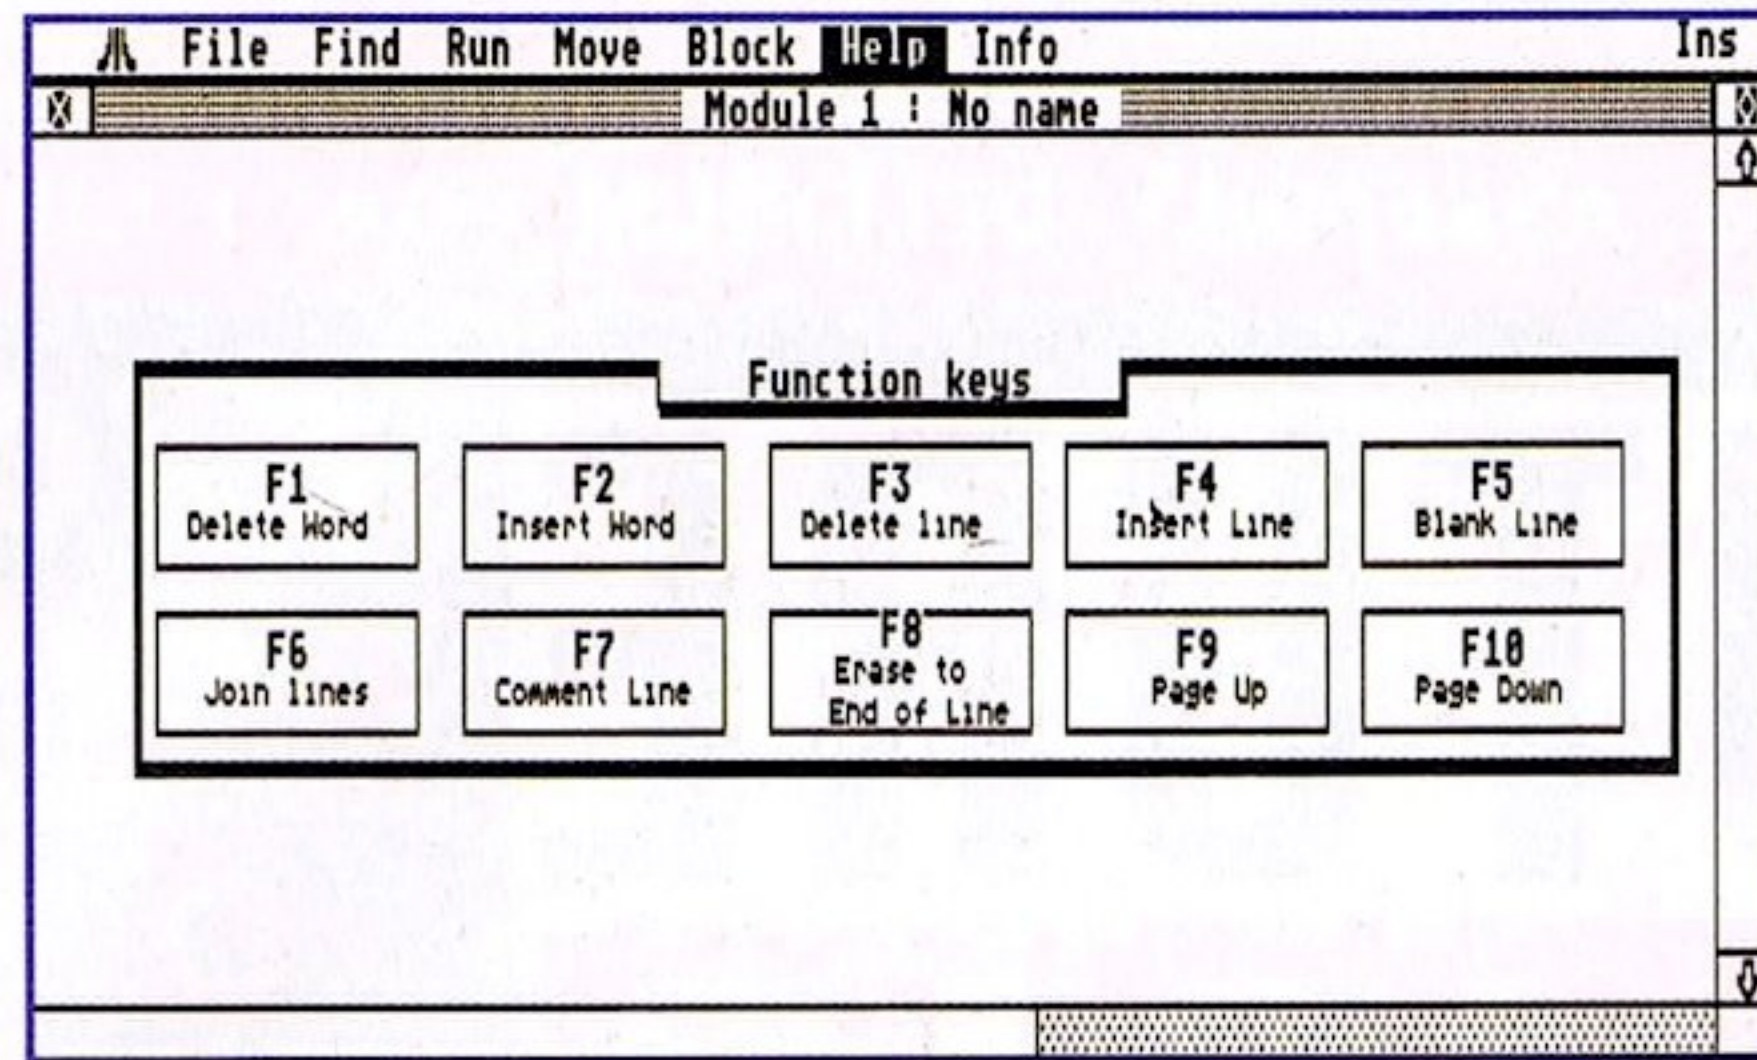 File Find Run Move Block Help Info Ins
Module 1 : No name
Function keys
F1
Delete Word
F2
Insert Word
F3
Delete line
F4
Insert Line
F5
Blank Line
F6
Join lines
F7
Comment Line
F8
Erase to
End of Line
F9
Page Up
F10
Page Down